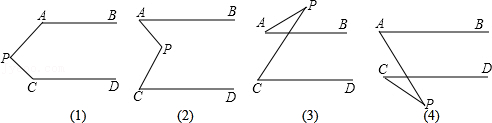 A B P C D (1)
A B P C D (2)
P A B C D (3)
A B C D P (4)